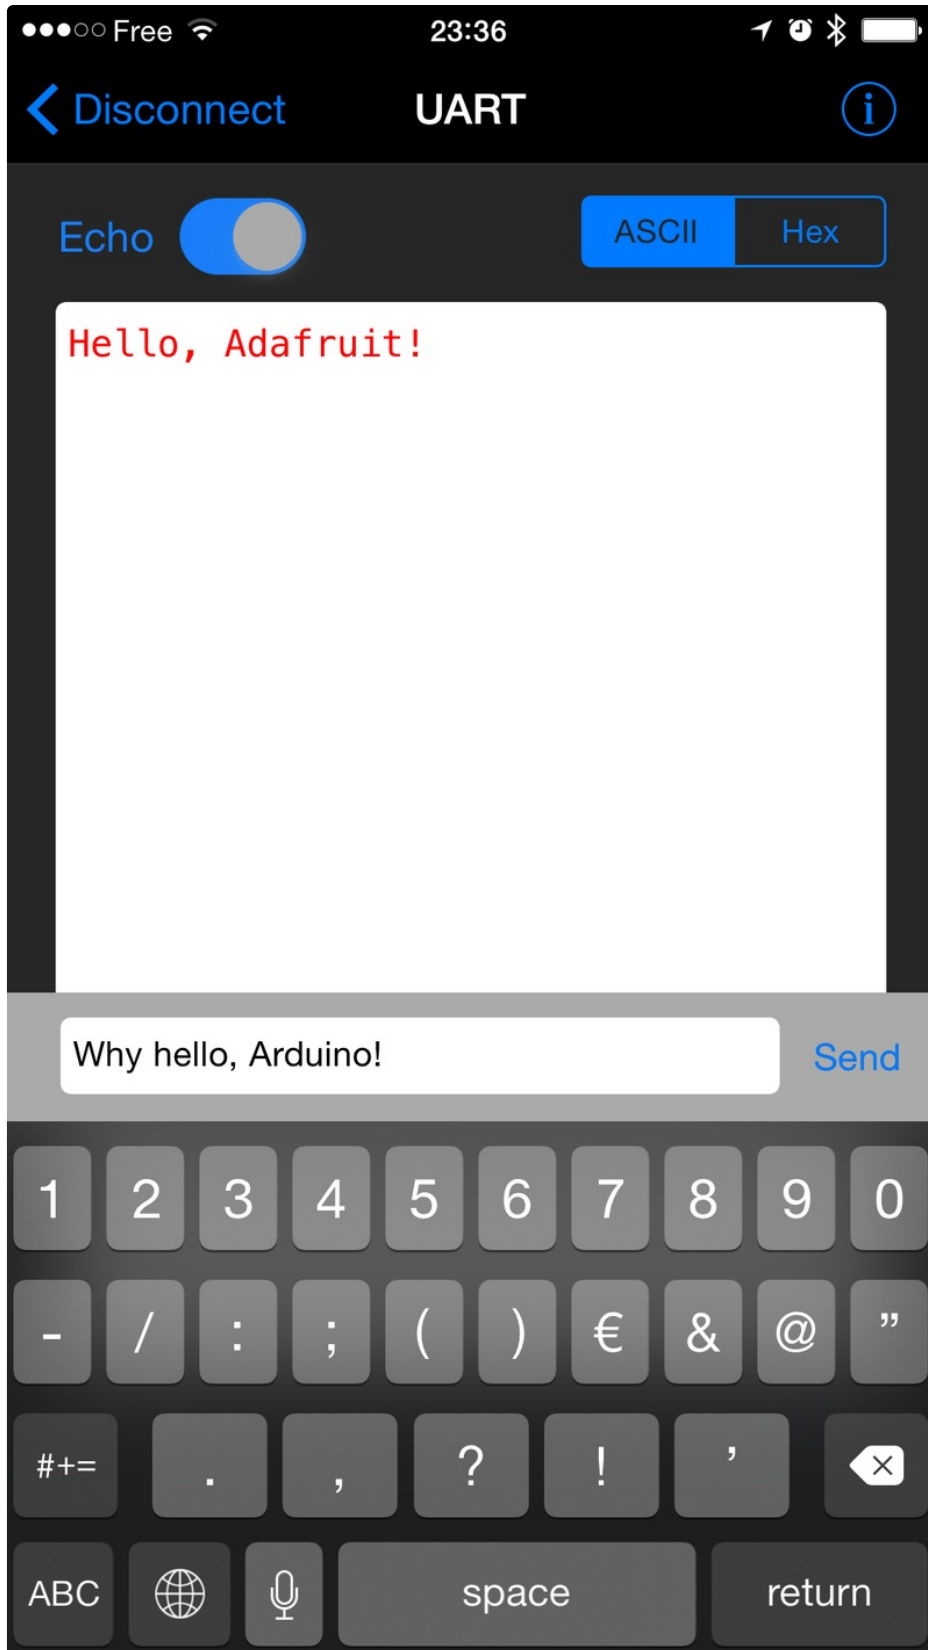 Free 23:36
Disconnect UART i
Echo ASCII Hex
Hello, Adafruit!
Why hello, Arduino! Send
1 2 3 4 5 6 7 8 9 0
- / : ; ( ) € & @ ”
#+= . , ? ! ’
ABC space return